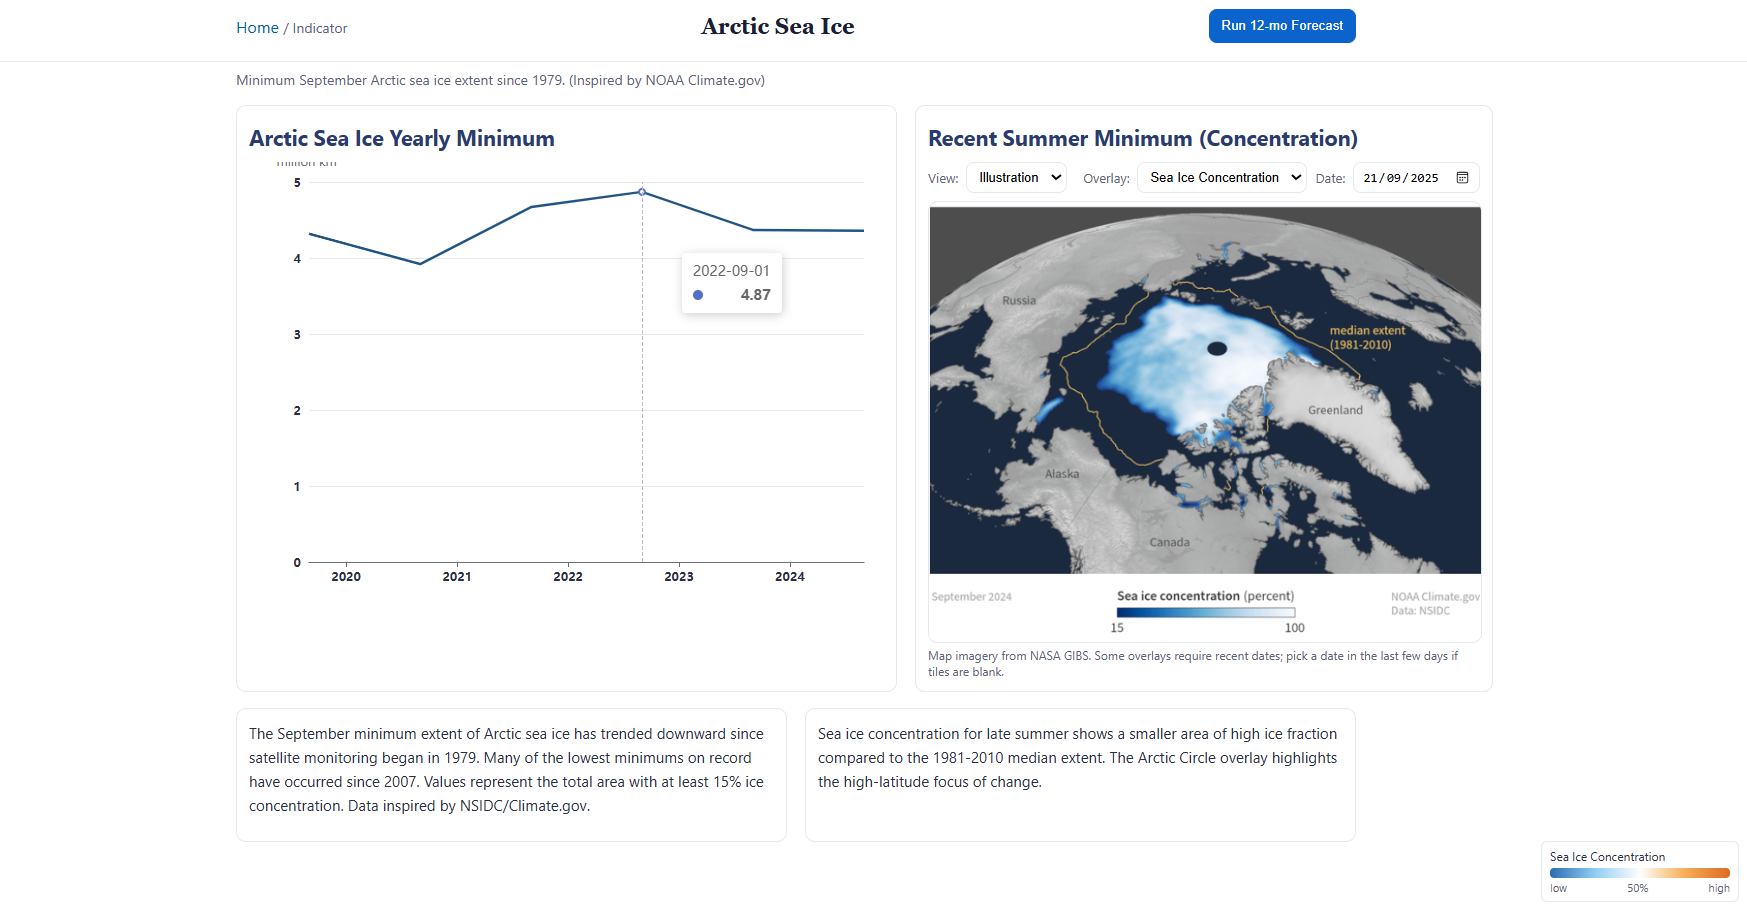 Home / Indicator
Arctic Sea Ice
Run 12-mo Forecast
Minimum September Arctic sea ice extent since 1979. (Inspired by NOAA Climate.gov)
Arctic Sea Ice Yearly Minimum
million km
5
4
3
2
1
0
2020 2021 2022 2023 2024
2022-09-01
4.87
Recent Summer Minimum (Concentration)
View: Illustration Overlay: Sea Ice Concentration Date: 21/09/2025
Russia
median extent
(1981-2010)
Greenland
Alaska
Canada
September 2024
Sea ice concentration (percent)
15 100
NOAA Climate.gov
Data: NSIDC
Map imagery from NASA GIBS. Some overlays require recent dates; pick a date in the last few days if
tiles are blank.
The September minimum extent of Arctic sea ice has trended downward since
satellite monitoring began in 1979. Many of the lowest minimums on record
have occurred since 2007. Values represent the total area with at least 15% ice
concentration. Data inspired by NSIDC/Climate.gov.
Sea ice concentration for late summer shows a smaller area of high ice fraction
compared to the 1981-2010 median extent. The Arctic Circle overlay highlights
the high-latitude focus of change.
Sea Ice Concentration
low 50% high